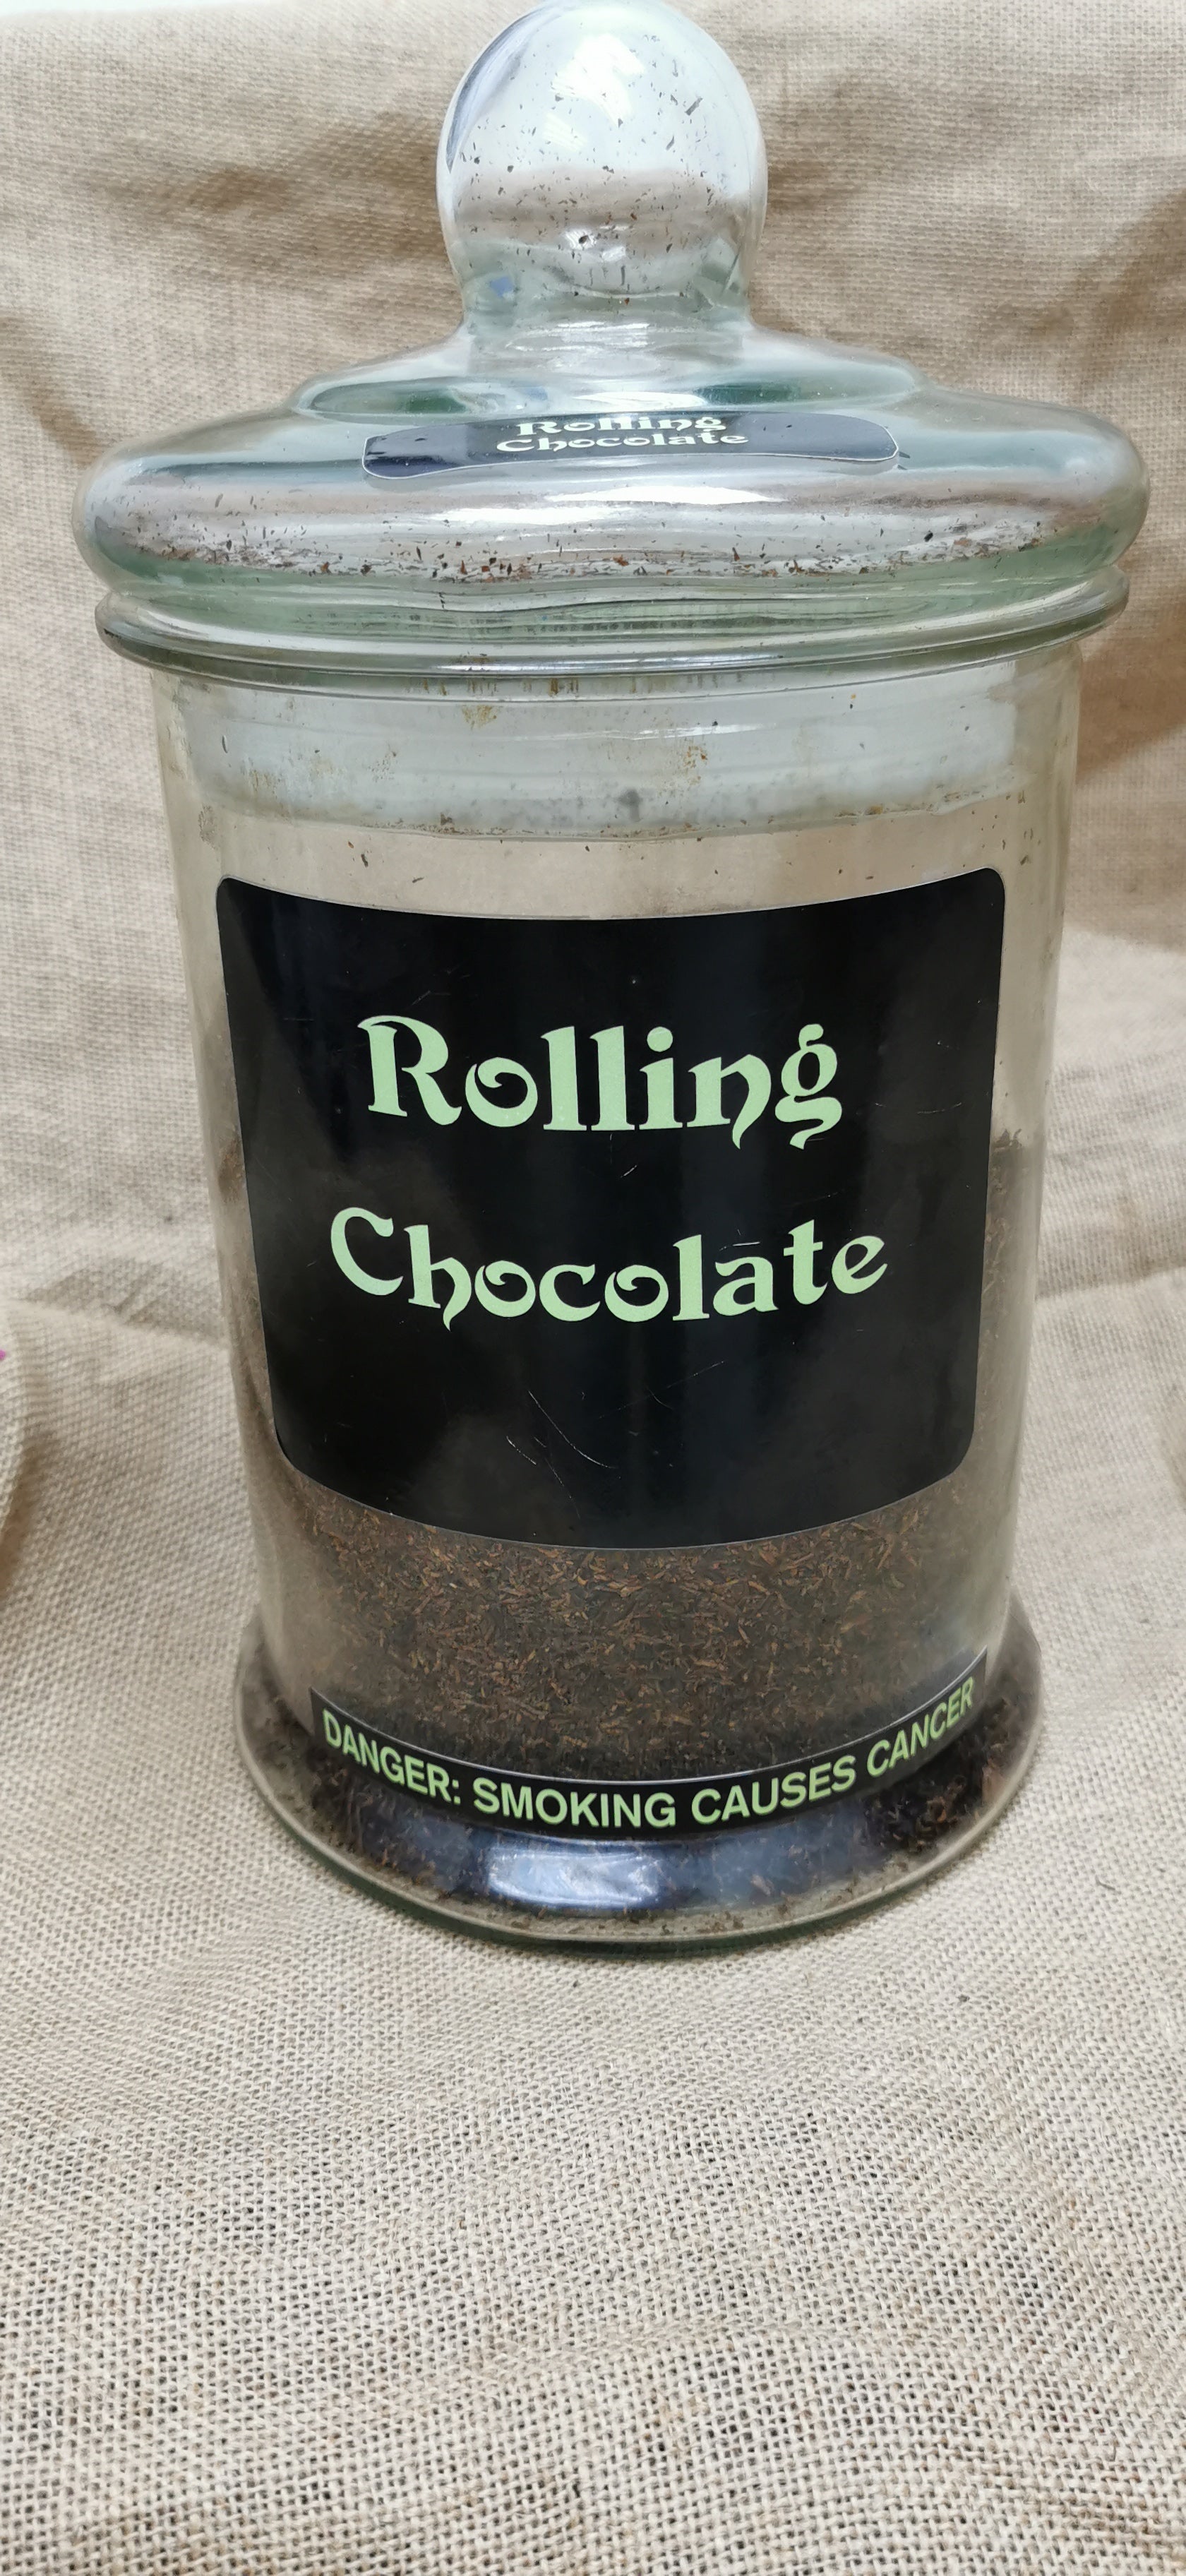 Rolling
Chocolate
Rolling
Chocolate
DANGER: SMOKING CAUSES CANCER